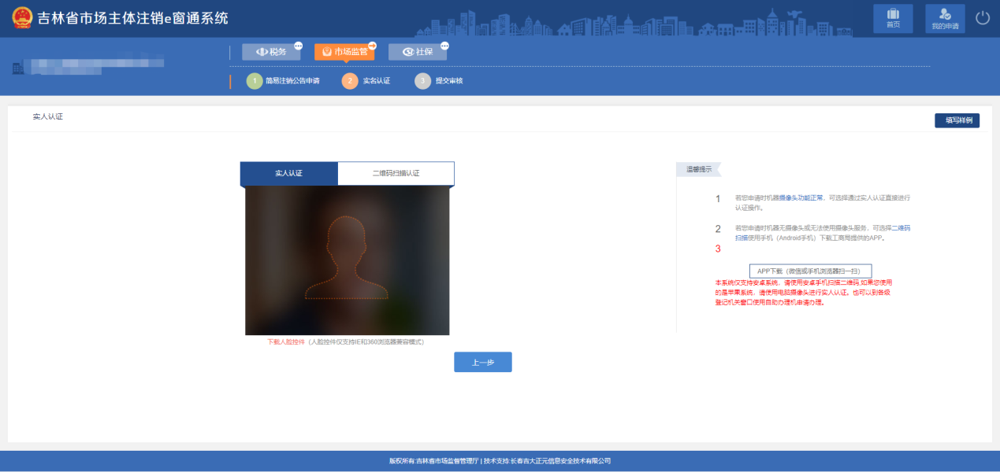 吉林省市场主体注销e窗通系统
首页
我的申请
税务
市场监管
社保
1 简易注销公告申请
2 实名认证
3 提交审核
实人认证
填写样例
实人认证
二维码扫描认证
下载人脸控件（人脸控件仅支持IE和360浏览器兼容模式）
上一步
温馨提示
1 若您申请时机器摄像头功能正常，可选择通过实人认证直接进行
认证操作。
2 若您申请时机器无摄像头或无法使用摄像头服务，可选择二维码
扫描使用手机（Android手机）下载工商局提供的APP。
3
APP下载（微信或手机浏览器扫一扫）
本系统仅支持安卓系统，请使用安卓手机扫描二维码,如果您使用
的是苹果系统，请使用电脑摄像头进行实人认证。也可以到各级
登记机关窗口使用自助办理机申请办理。
版权所有:吉林省市场监督管理厅 | 技术支持:长春吉大正元信息安全技术有限公司